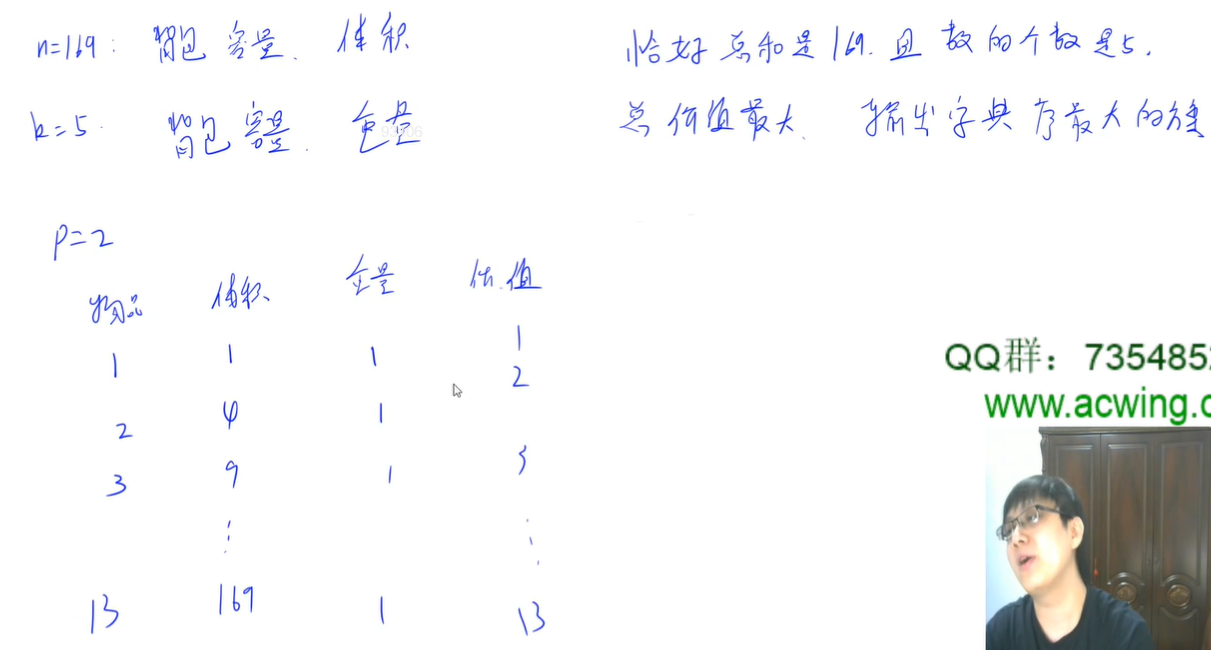 n=169: 背包容量. 体积
恰好总和是169. 且数的个数是5.
k=5 背包容量. 重量
总价值最大. 输出字典序最大的方案
P=2
物品 体积 重量 价值
1 1 1 1
2 4 1 2
3 9 1 3
⋮ ⋮
13 169 1 13
QQ群：735485
www.acwing.c